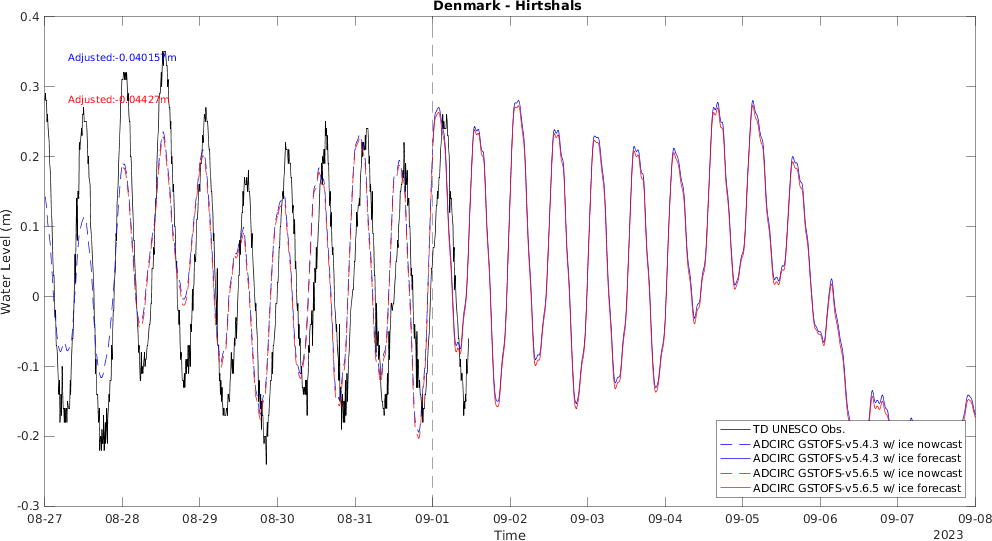 Denmark - Hirtshals
Adjusted:-0.040157m
Adjusted:-0.04427m
Water Level (m)
0.4
0.3
0.2
0.1
0
-0.1
-0.2
-0.3
TD UNESCO Obs.
ADCIRC GSTOFS-v5.4.3 w/ ice nowcast
ADCIRC GSTOFS-v5.4.3 w/ ice forecast
ADCIRC GSTOFS-v5.6.5 w/ ice nowcast
ADCIRC GSTOFS-v5.6.5 w/ ice forecast
08-27 08-28 08-29 08-30 08-31 09-01 09-02 09-03 09-04 09-05 09-06 09-07 09-08
Time
2023